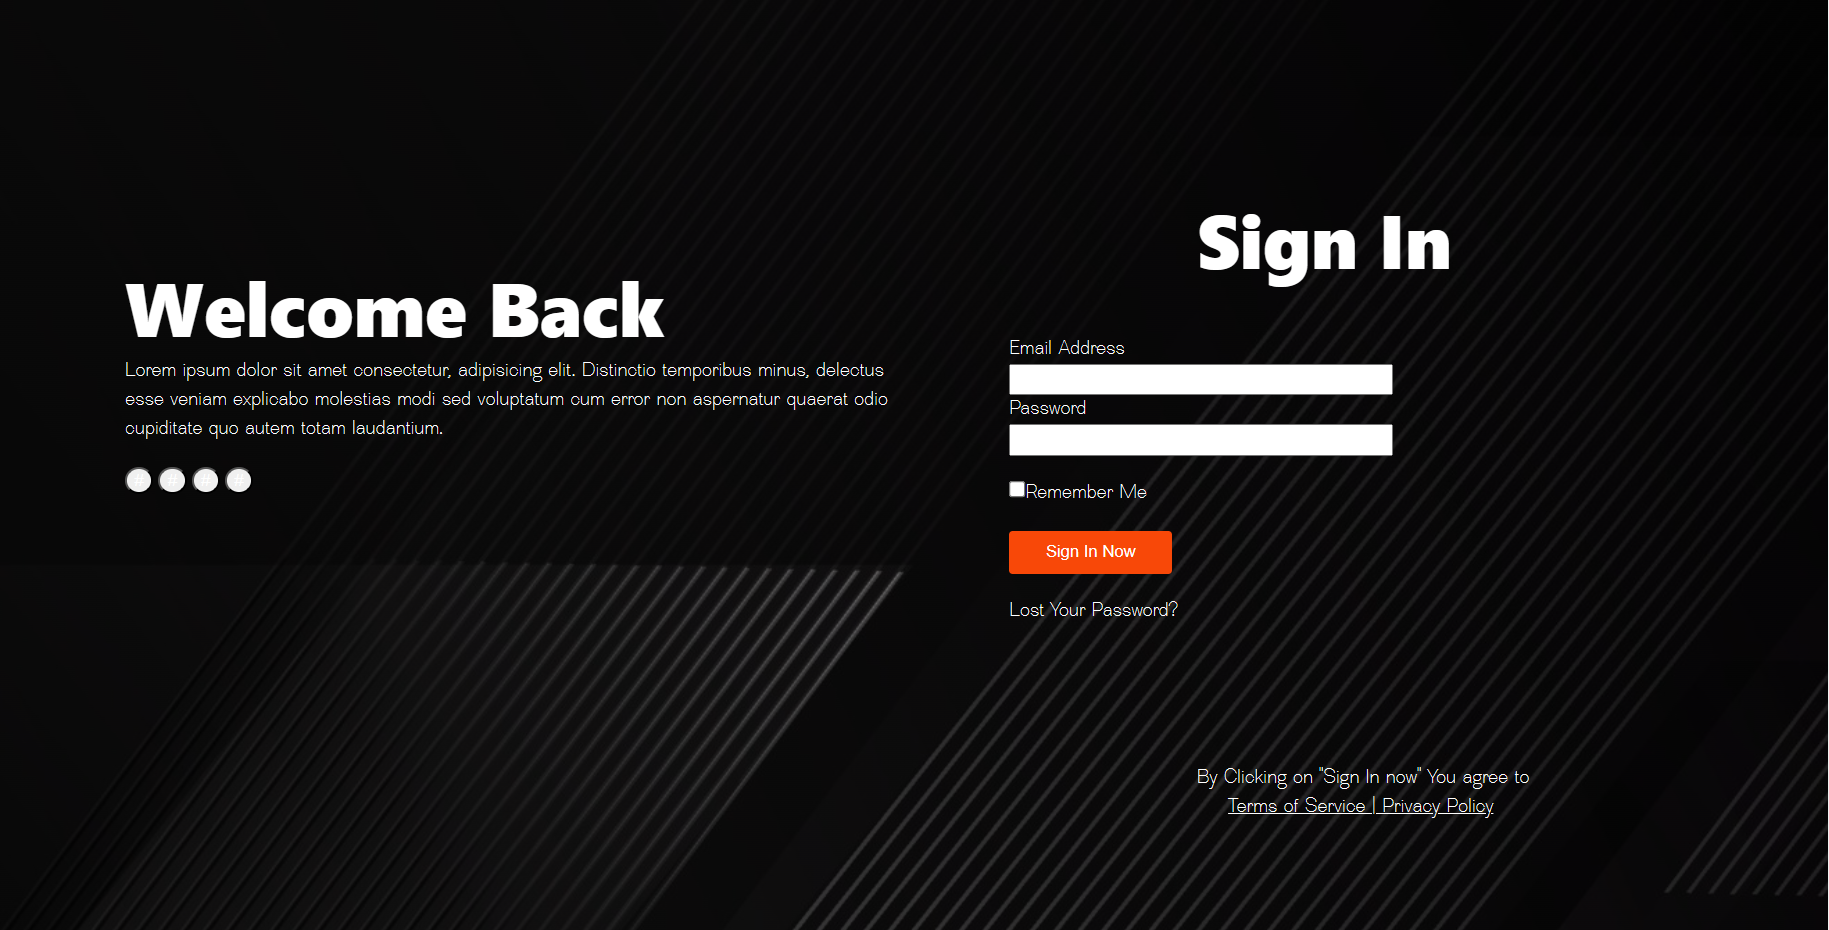 Welcome Back
Lorem ipsum dolor sit amet consectetur, adipisicing elit. Distinctio temporibus minus, delectus
esse veniam explicabo molestias modi sed voluptatum cum error non aspernatur quaerat odio
cupiditate quo autem totam laudantium.
# # # #
Sign In
Email Address
Password
Remember Me
Sign In Now
Lost Your Password?
By Clicking on "Sign In now" You agree to
Terms of Service | Privacy Policy